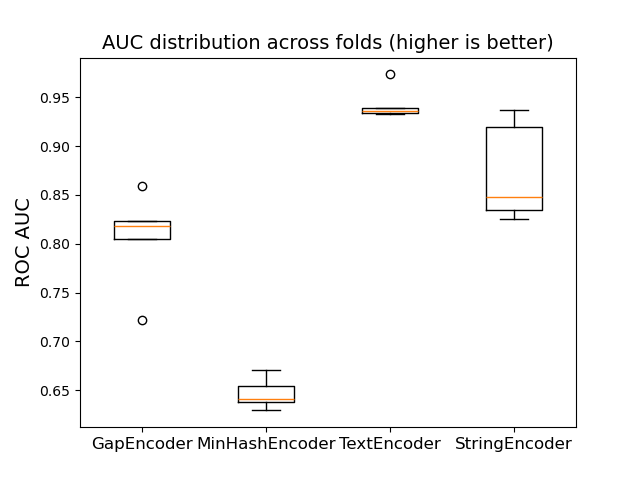 AUC distribution across folds (higher is better)
ROC AUC
0.95
0.90
0.85
0.80
0.75
0.70
0.65
GapEncoder MinHashEncoder TextEncoder StringEncoder